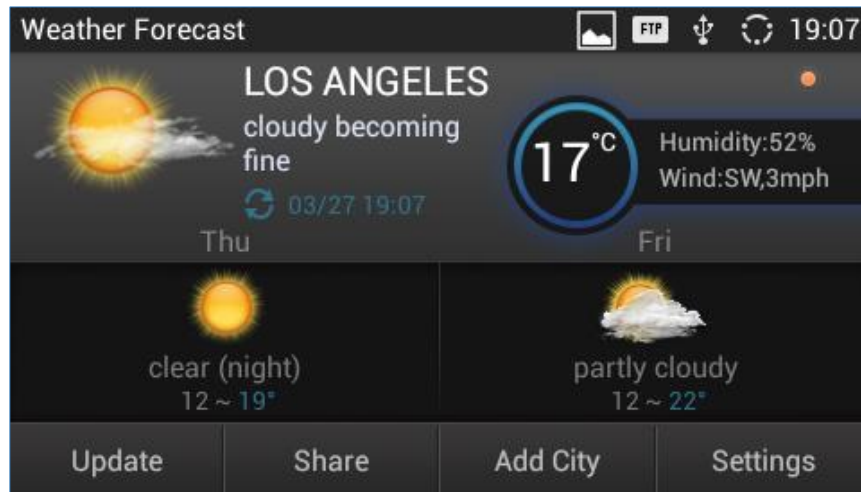 Weather Forecast
FTP
19:07
LOS ANGELES
cloudy becoming
fine
03/27 19:07
17°C
Humidity:52%
Wind:SW,3mph
Thu
Fri
clear (night)
12 ~ 19°
partly cloudy
12 ~ 22°
Update
Share
Add City
Settings